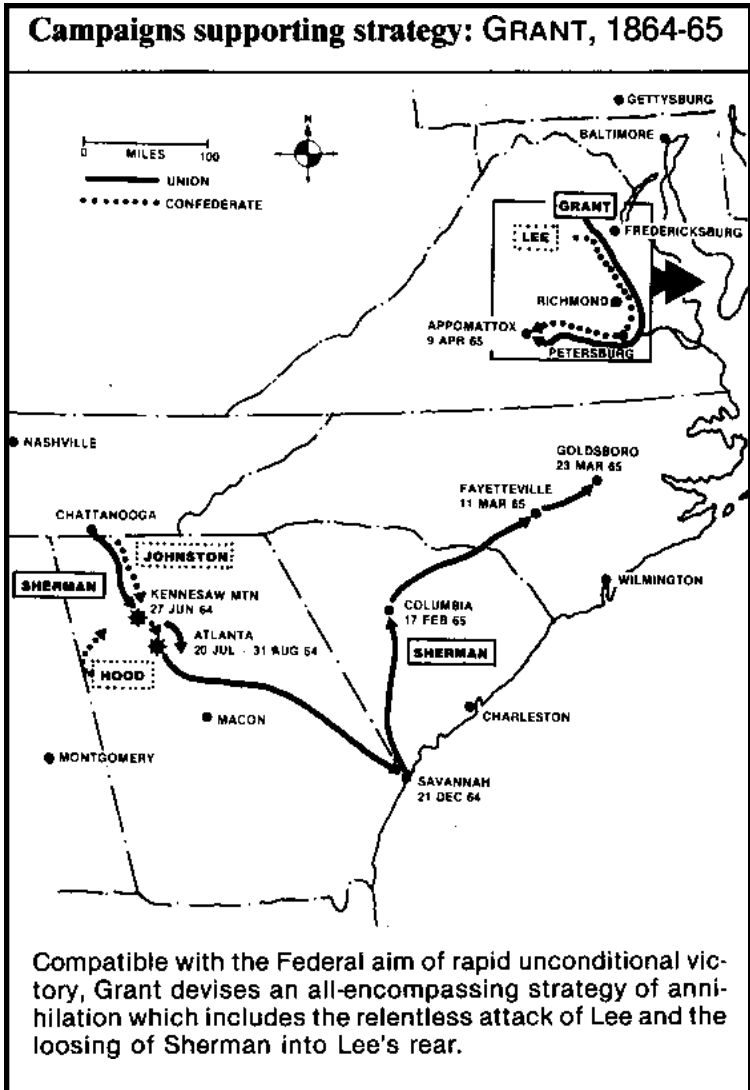 Campaigns supporting strategy: GRANT, 1864-65
GETTYSBURG
BALTIMORE
N
0 MILES 100
UNION
CONFEDERATE
GRANT
LEE
FREDERICKSBURG
RICHMOND
APPOMATTOX
9 APR 65
PETERSBURG
NASHVILLE
GOLDSBORO
23 MAR 65
FAYETTEVILLE
11 MAR 65
CHATTANOOGA
JOHNSTON
SHERMAN
KENNESAW MTN
27 JUN 64
WILMINGTON
COLUMBIA
17 FEB 65
ATLANTA
20 JUL - 31 AUG 64
SHERMAN
HOOD
MACON
CHARLESTON
MONTGOMERY
SAVANNAH
21 DEC 64
Compatible with the Federal aim of rapid unconditional vic-
tory, Grant devises an all-encompassing strategy of anni-
hilation which includes the relentless attack of Lee and the
loosing of Sherman into Lee's rear.